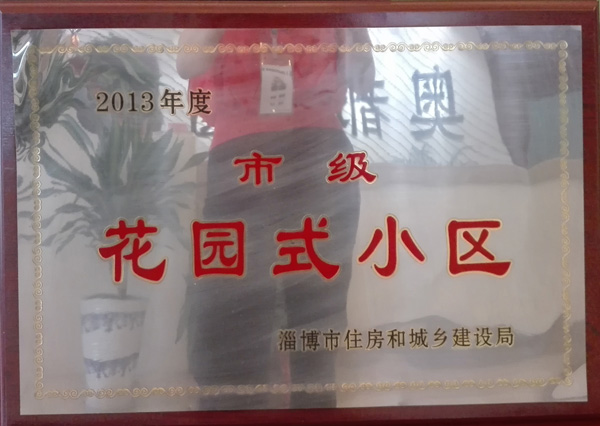 2013年度
市级
花园式小区
淄博市住房和城乡建设局